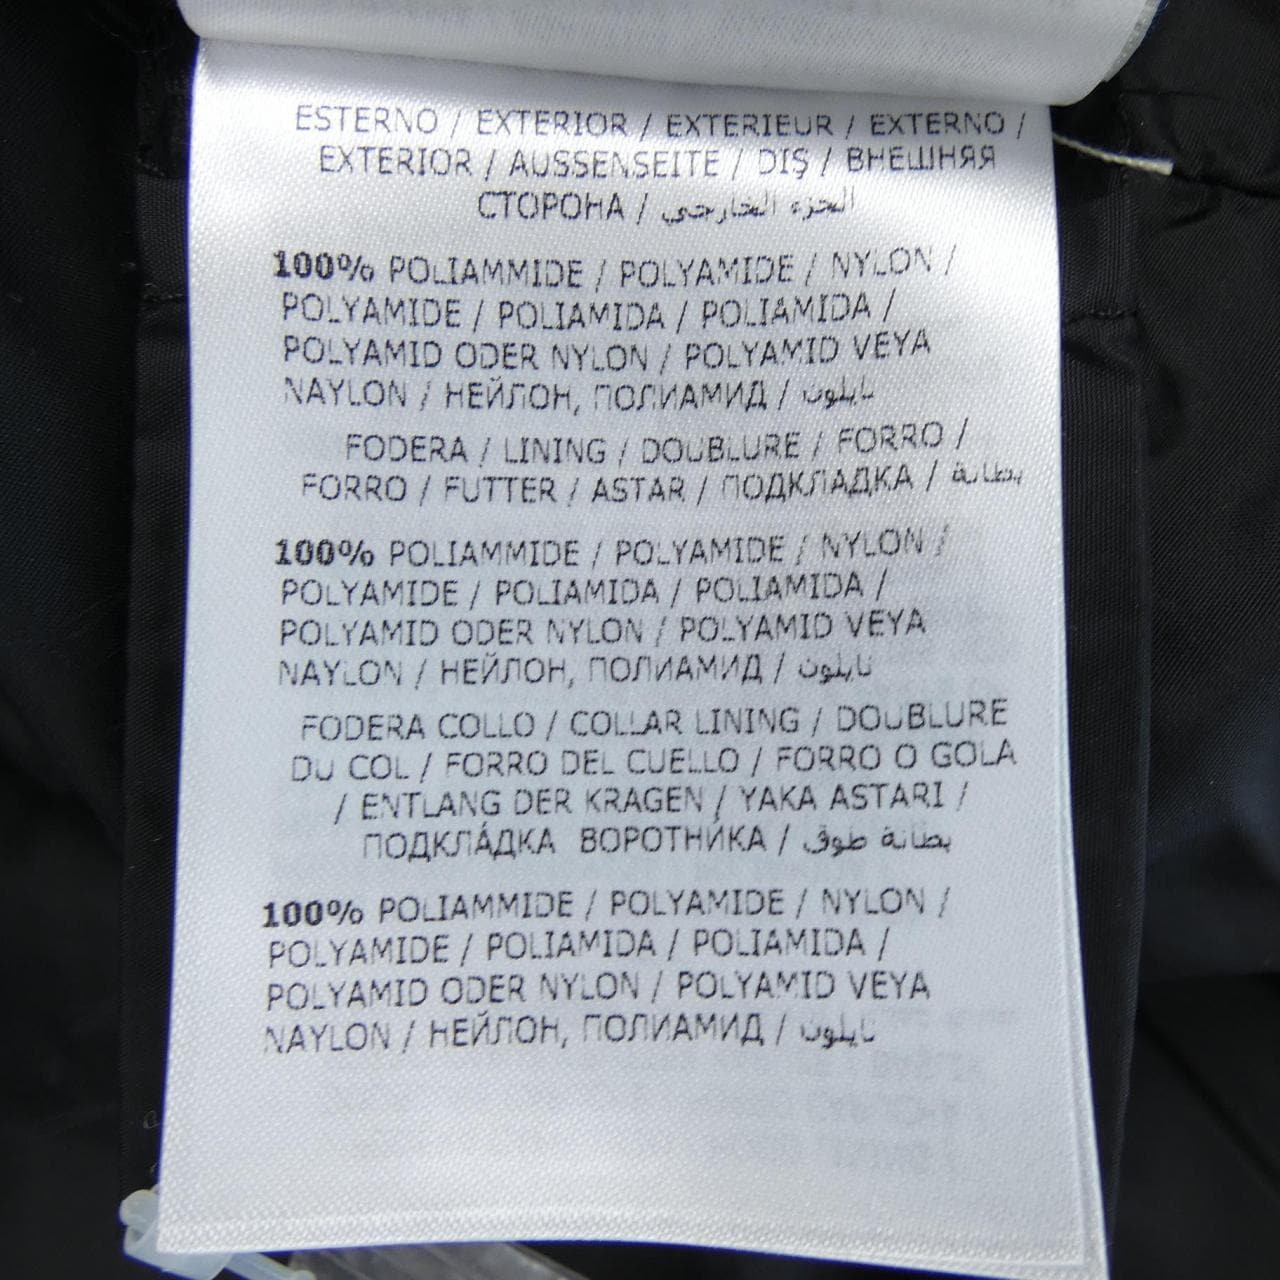 ESTERNO / EXTERIOR / EXTERIEUR / EXTERNO /
EXTERIOR / AUSSENSEITE / DIŞ / ВНЕШНЯЯ
СТОРОНА / الجزء الخارجي
100% POLIAMMIDE / POLYAMIDE / NYLON /
POLYAMIDE / POLIAMIDA / POLIAMIDA /
POLYAMID ODER NYLON / POLYAMID VEYA
NAYLON / НЕЙЛОН, ПОЛИАМИД / نايلون
FODERA / LINING / DOUBLURE / FORRO /
FORRO / FUTTER / ASTAR / ПОДКЛАДКА / بطانة
100% POLIAMMIDE / POLYAMIDE / NYLON /
POLYAMIDE / POLIAMIDA / POLIAMIDA /
POLYAMID ODER NYLON / POLYAMID VEYA
NAYLON / НЕЙЛОН, ПОЛИАМИД / نايلون
FODERA COLLO / COLLAR LINING / DOUBLURE
DU COL / FORRO DEL CUELLO / FORRO O GOLA
/ ENTLANG DER KRAGEN / YAKA ASTARI /
ПОДКЛА́ДКА ВОРОТНИ́КА / بطانة طوق
100% POLIAMMIDE / POLYAMIDE / NYLON /
POLYAMIDE / POLIAMIDA / POLIAMIDA /
POLYAMID ODER NYLON / POLYAMID VEYA
NAYLON / НЕЙЛОН, ПОЛИАМИД / نايلون